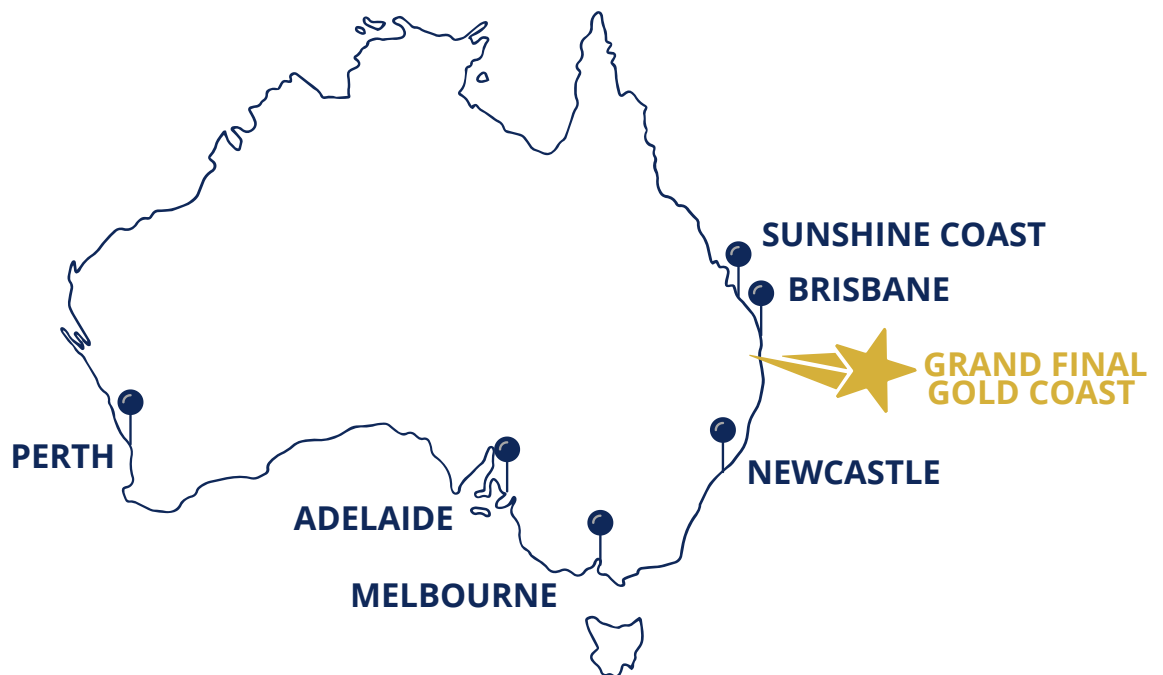 SUNSHINE COAST
BRISBANE
GRAND FINAL
GOLD COAST
PERTH
NEWCASTLE
ADELAIDE
MELBOURNE